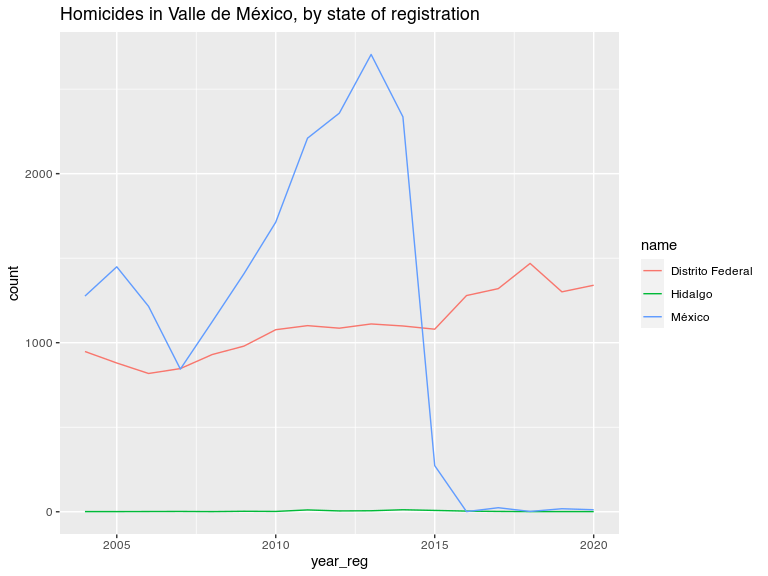 Homicides in Valle de México, by state of registration
count
2000
1000
0
2005
2010
2015
2020
year_reg
name
Distrito Federal
Hidalgo
México